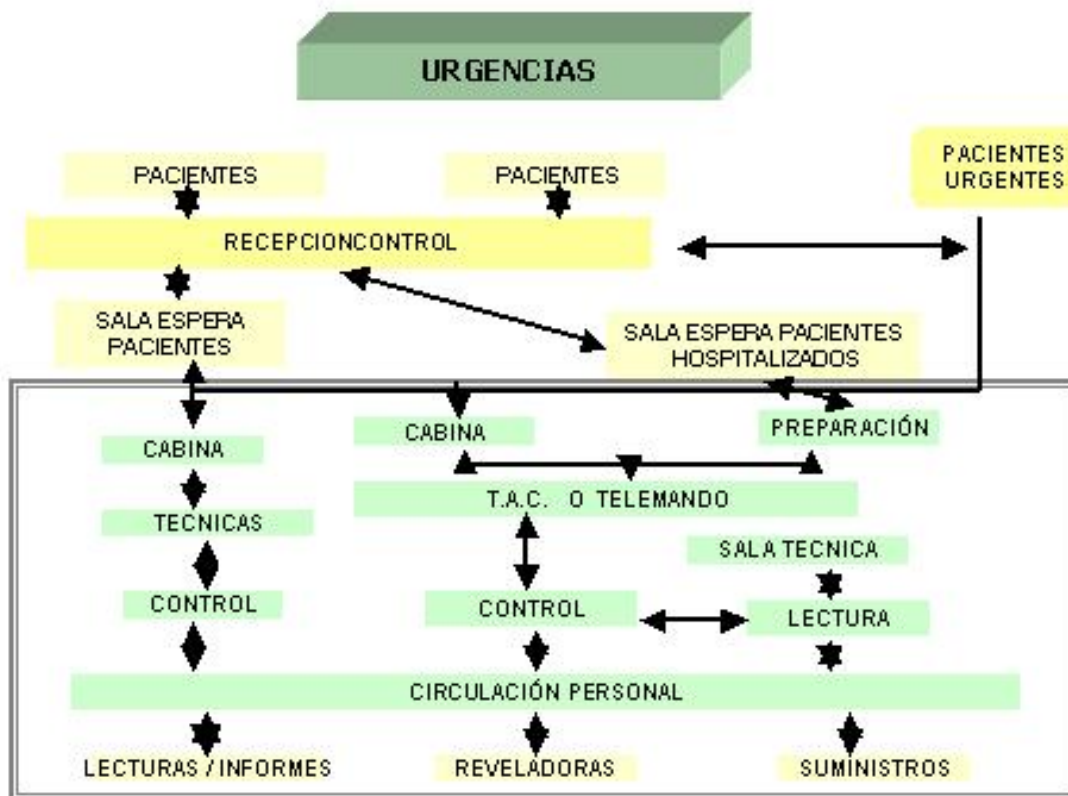 URGENCIAS
PACIENTES
PACIENTES
PACIENTES
URGENTES
RECEPCIONCONTROL
SALA ESPERA
PACIENTES
SALA ESPERA PACIENTES
HOSPITALIZADOS
CABINA
CABINA
PREPARACIÓN
TECNICAS
T.A.C. O TELEMANDO
SALA TECNICA
CONTROL
CONTROL
LECTURA
CIRCULACIÓN PERSONAL
LECTURAS / INFORMES
REVELADORAS
SUMINISTROS